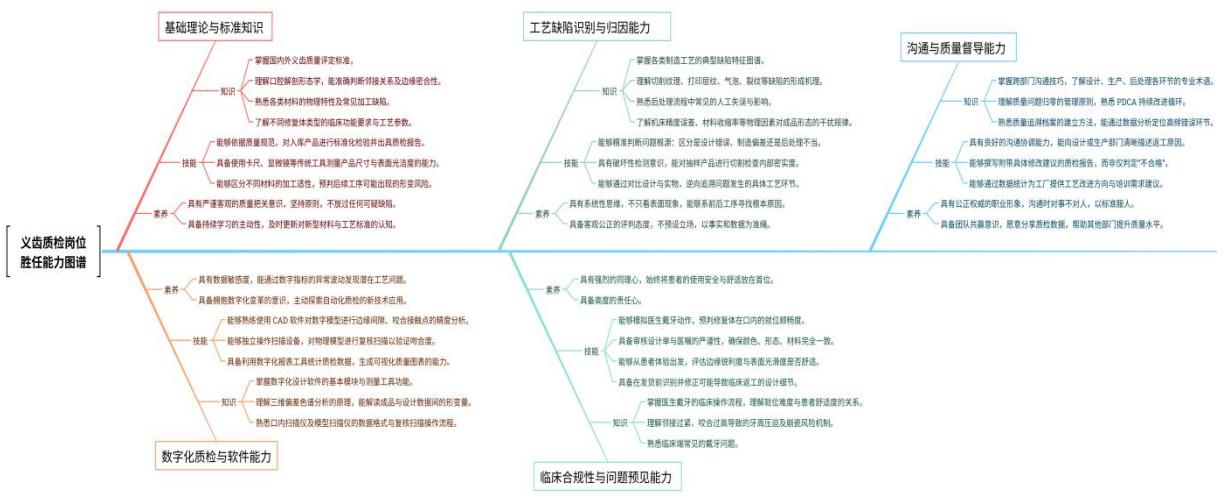 义齿质检岗位
胜任能力图谱
基础理论与标准知识
知识
掌握国内外义齿质量评定标准。
理解口腔解剖形态学，能准确判断邻接关系及边缘密合性。
熟悉各类材料的物理特性及常见加工缺陷。
了解不同修复体类型的临床功能要求与工艺参数。
技能
能够依据质量规范，对入库产品进行标准化检验并出具质检报告。
具备使用卡尺、显微镜等传统工具测量产品尺寸与表面光洁度的能力。
能够区分不同材料的加工适性，预判后续工序可能出现的形变风险。
素养
具有严谨客观的质量把关意识，坚持原则，不放过任何可疑缺陷。
具备持续学习的主动性，及时更新对新型材料与工艺标准的认知。
工艺缺陷识别与归因能力
知识
掌握各类制造工艺的典型缺陷特征图谱。
理解切削纹理、打印层纹、气泡、裂纹等缺陷的形成机理。
熟悉后处理流程中常见的人工失误与影响。
了解机床精度误差、材料收缩率等物理因素对成品形态的干扰规律。
技能
能够精准判断问题根源：区分是设计错误、制造偏差还是后处理不当。
具有破坏性检测意识，能对抽样产品进行切割检查内部密实度。
能够通过对比设计与实物，逆向追溯问题发生的具体工艺环节。
素养
具有系统性思维，不只看表面现象，能联系前后工序寻找根本原因。
具备客观公正的评判态度，不预设立场，以事实和数据为准绳。
沟通与质量督导能力
知识
掌握跨部门沟通技巧，了解设计、生产、后处理各环节的专业术语。
理解质量问题归零的管理原则，熟悉 PDCA 持续改进循环。
熟悉质量追溯档案的建立方法，能通过数据分析定位高频错误环节。
技能
具有良好的沟通协调能力，能向设计或生产部门清晰描述返工原因。
能够撰写附带具体修改建议的质检报告，而非仅判定"不合格"。
能够通过数据统计为工厂提供工艺改进方向与培训需求建议。
素养
具有公正权威的职业形象，沟通时对事不对人，以标准服人。
具备团队共赢意识，愿意分享质检数据，帮助其他部门提升质量水平。
素养
具有数据敏感度，能通过数字指标的异常波动发现潜在工艺问题。
具备拥抱数字化变革的意识，主动探索自动化质检的新技术应用。
技能
能够熟练使用 CAD 软件对数字模型进行边缘间隙、咬合接触点的精度分析。
能够独立操作扫描设备，对物理模型进行复核扫描以验证吻合度。
具备利用数字化报表工具统计质检数据，生成可视化质量图表的能力。
知识
掌握数字化设计软件的基本模块与测量工具功能。
理解三维偏差色谱分析的原理，能解读成品与设计数据间的形变量。
熟悉口内扫描仪及模型扫描仪的数据格式与复核扫描操作流程。
数字化质检与软件能力
素养
具有强烈的同理心，始终将患者的使用安全与舒适放在首位。
具备高度的责任心。
技能
能够模拟医生戴牙动作，预判修复体在口内的就位顺畅度。
具备审核设计单与医嘱的严谨性，确保颜色、形态、材料完全一致。
能够从患者体验出发，评估边缘锐利度与表面光滑度是否舒适。
具备在发货前识别并修正可能导致临床返工的设计细节。
知识
掌握医生戴牙的临床操作流程，理解就位难度与患者舒适度的关系。
理解邻接过紧、咬合过高导致的牙周压迫及崩瓷风险机制。
熟悉临床端常见的戴牙问题。
临床合规性与问题预见能力